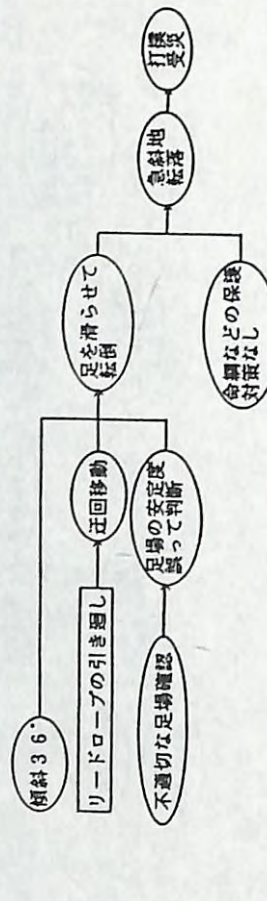 傾斜36°
リードロープの引き廻し
不適切な足場確認
迂回移動
足場の安定度
誤って判断
足を滑らせて
転倒
命綱などの保護
対策なし
急斜地
転落
打撲
受災